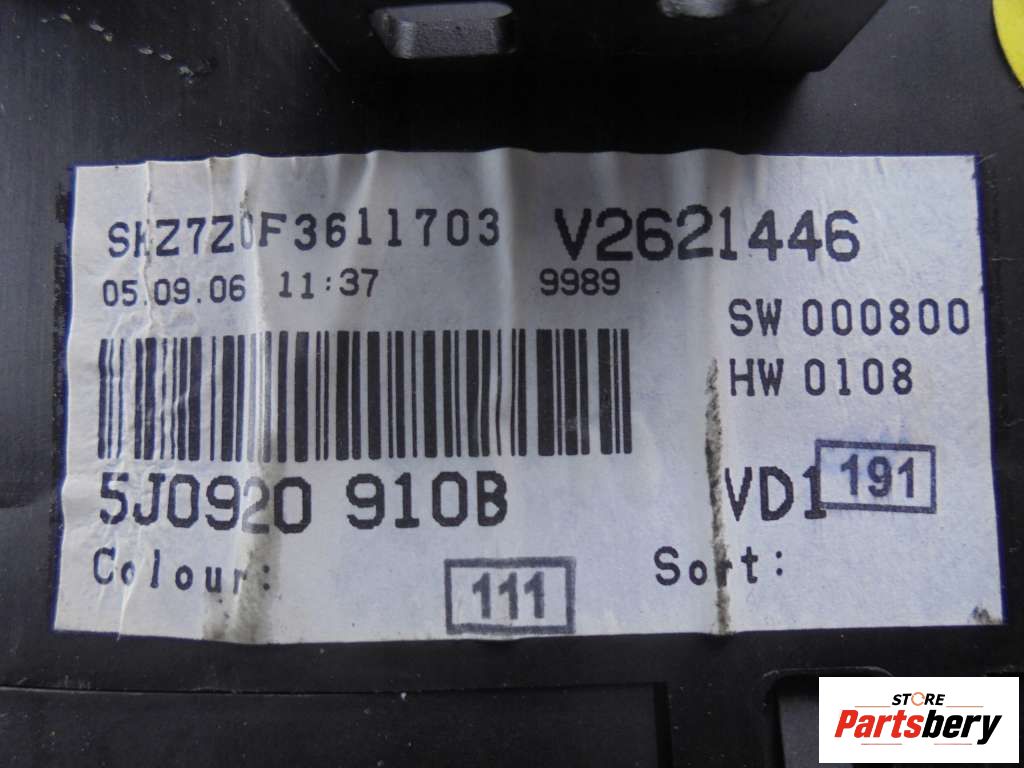 SKZ7Z0F3611703 V2621446
05.09.06 11:37 9989
SW 000800
HW 0108
5J0920 910B VD1 191
Colour: 111 Sort:
STORE
Partsbery